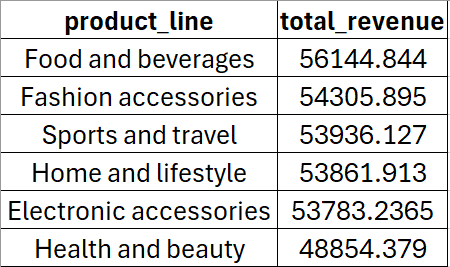 product_line total_revenue
Food and beverages 56144.844
Fashion accessories 54305.895
Sports and travel 53936.127
Home and lifestyle 53861.913
Electronic accessories 53783.2365
Health and beauty 48854.379